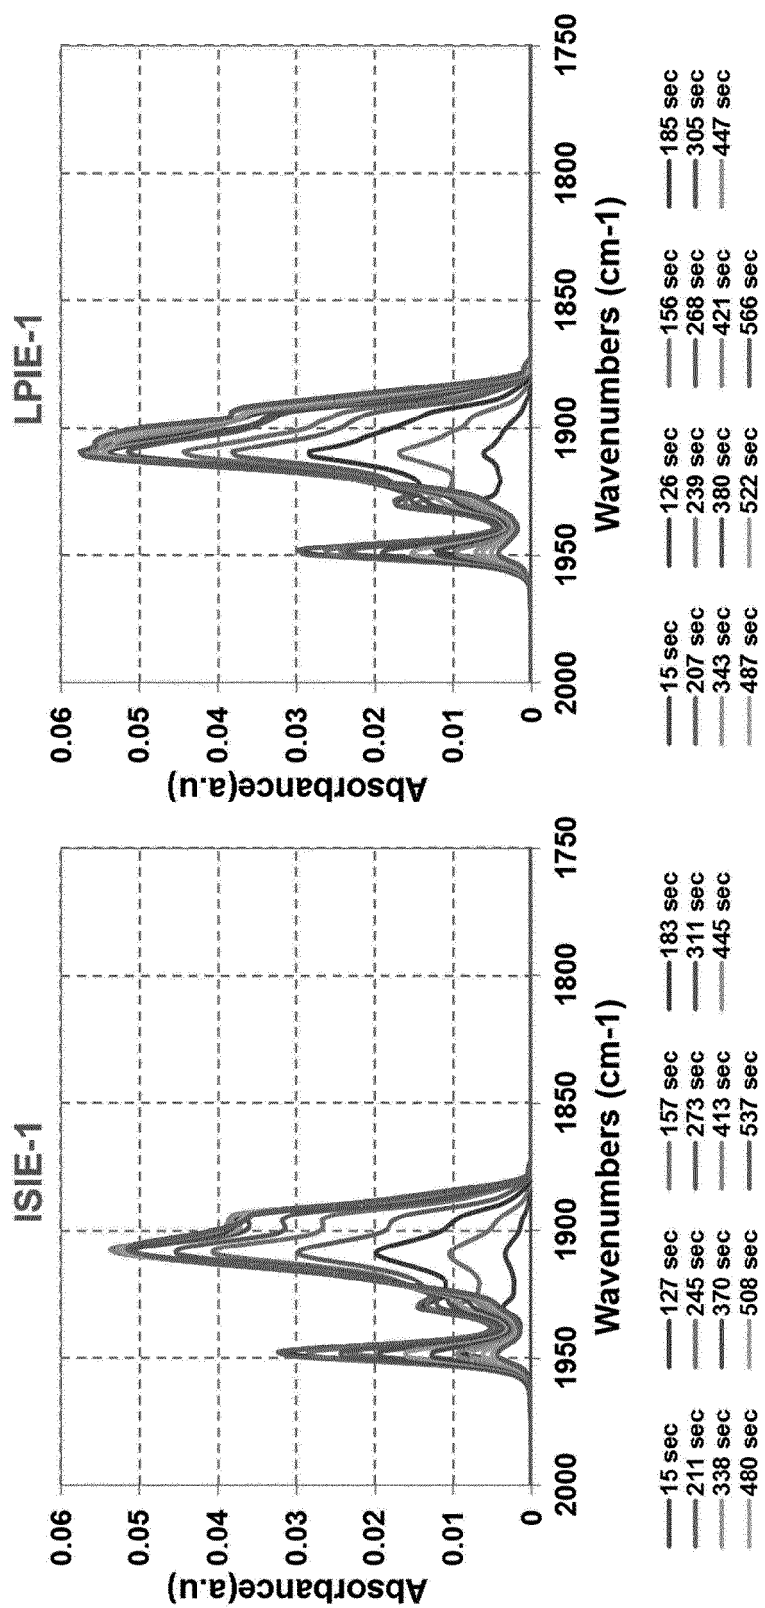 ISIE-1
0.06
0.05
0.04
0.03
0.02
0.01
0
Absorbance(a.u)
2000 1950 1900 1850 1800 1750
Wavenumbers (cm-1)
15 sec 127 sec 157 sec 183 sec
211 sec 245 sec 273 sec 311 sec
338 sec 370 sec 413 sec 445 sec
480 sec 508 sec 537 sec
LPIE-1
0.06
0.05
0.04
0.03
0.02
0.01
0
Absorbance(a.u)
2000 1950 1900 1850 1800 1750
Wavenumbers (cm-1)
15 sec 126 sec 156 sec 185 sec
207 sec 239 sec 268 sec 305 sec
343 sec 380 sec 421 sec 447 sec
487 sec 522 sec 566 sec